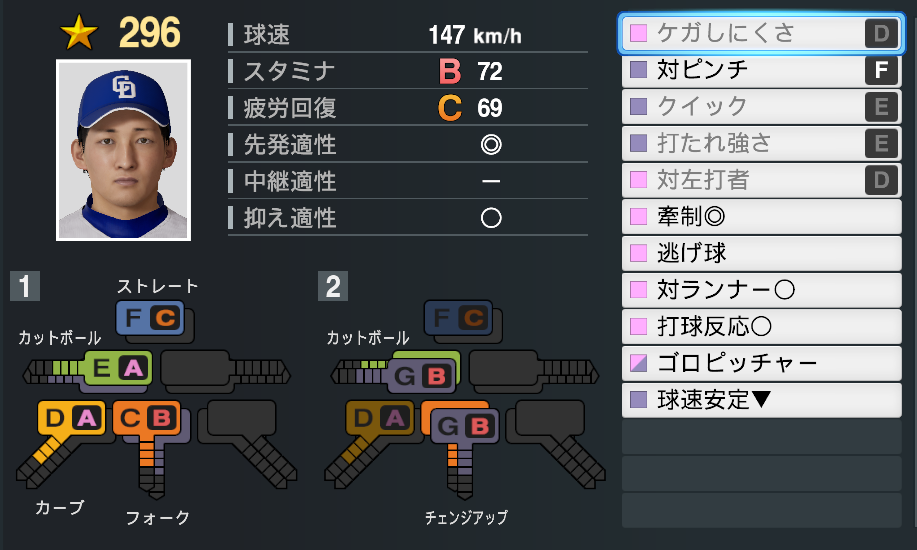 ★ 296
CD
球速 147 km/h
スタミナ B 72
疲労回復 C 69
先発適性 ◎
中継適性 ー
抑え適性 ○
ケガしにくさ D
対ピンチ F
クイック E
打たれ強さ E
対左打者 D
牽制◎
逃げ球
対ランナー○
打球反応○
ゴロピッチャー
球速安定▼
1
ストレート
F C
カットボール
E A
D A
C B
カーブ
フォーク
2
F C
カットボール
G B
D A
G B
チェンジアップ